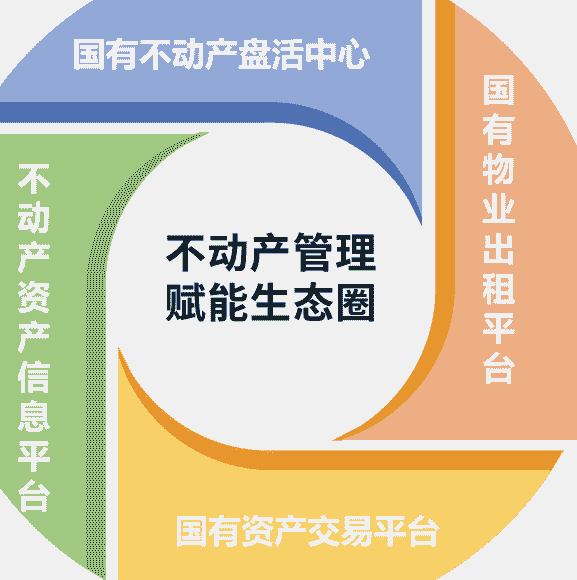 国有不动产盘活中心
国有物业出租平台
不动产资产信息平台
不动产管理
赋能生态圈
国有资产交易平台